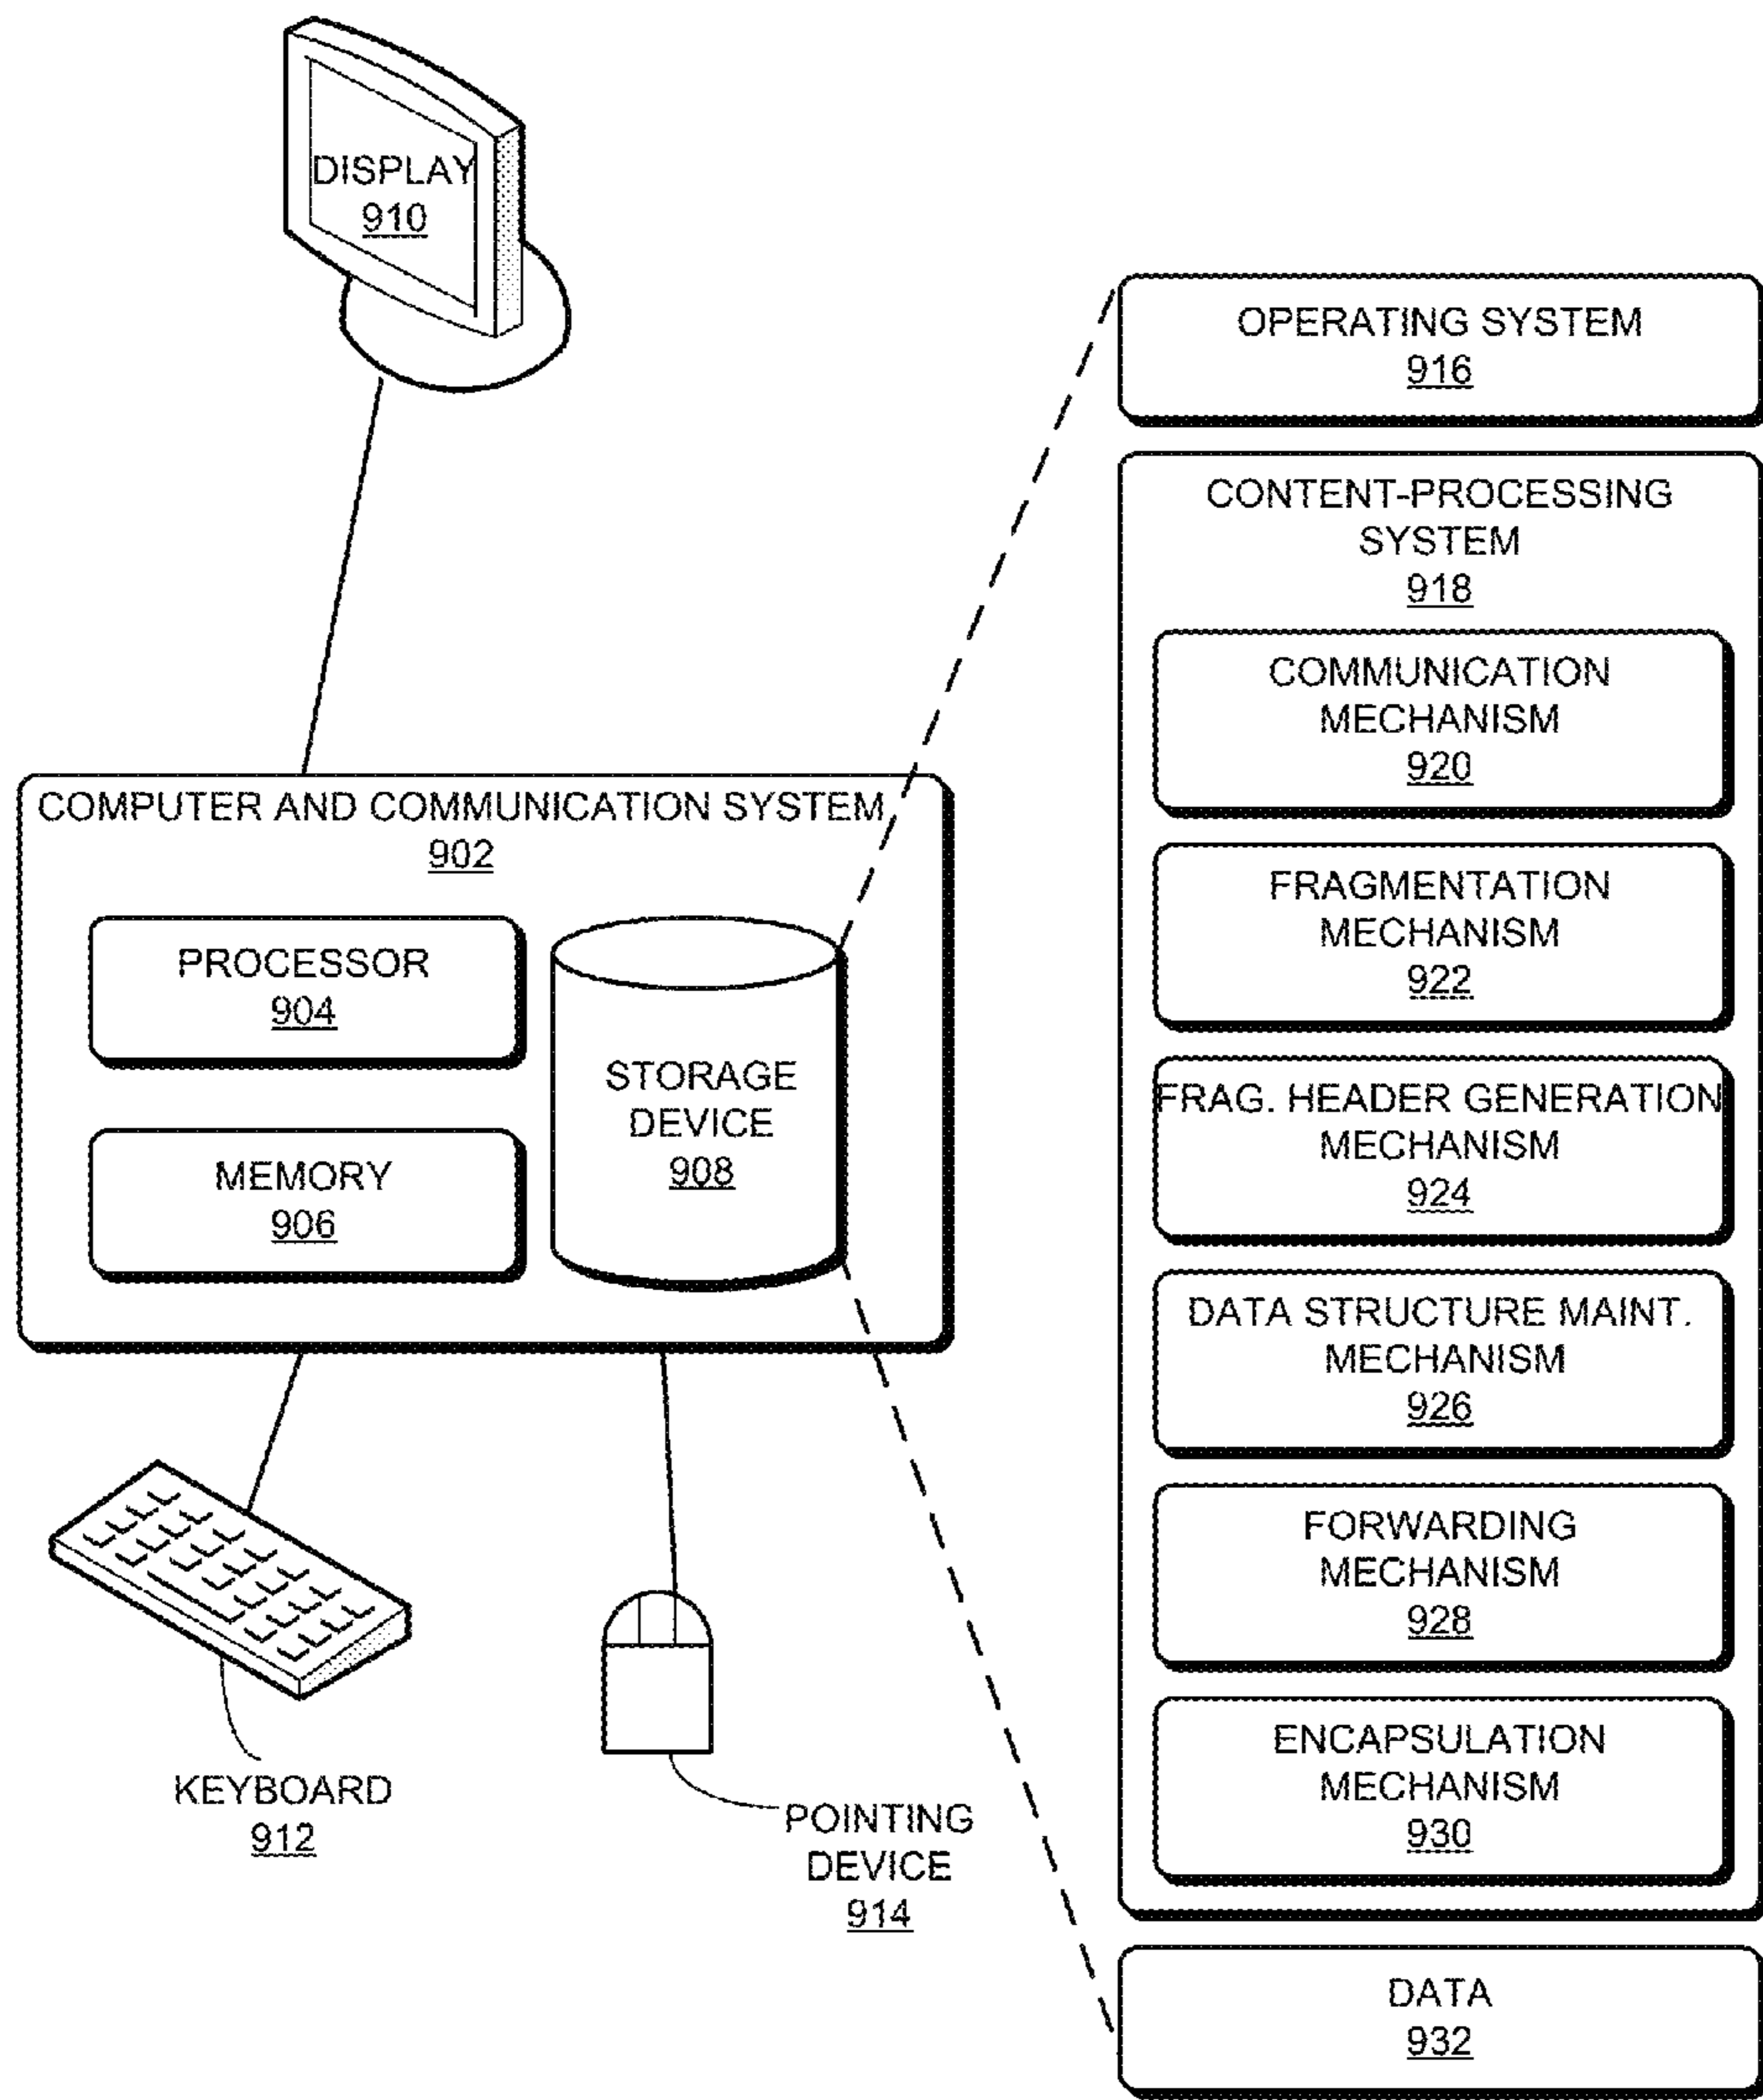 DISPLAY
910
COMPUTER AND COMMUNICATION SYSTEM
902
PROCESSOR
904
MEMORY
906
STORAGE
DEVICE
908
KEYBOARD
912
POINTING
DEVICE
914
OPERATING SYSTEM
916
CONTENT-PROCESSING
SYSTEM
918
COMMUNICATION
MECHANISM
920
FRAGMENTATION
MECHANISM
922
FRAG. HEADER GENERATION
MECHANISM
924
DATA STRUCTURE MAINT.
MECHANISM
926
FORWARDING
MECHANISM
928
ENCAPSULATION
MECHANISM
930
DATA
932